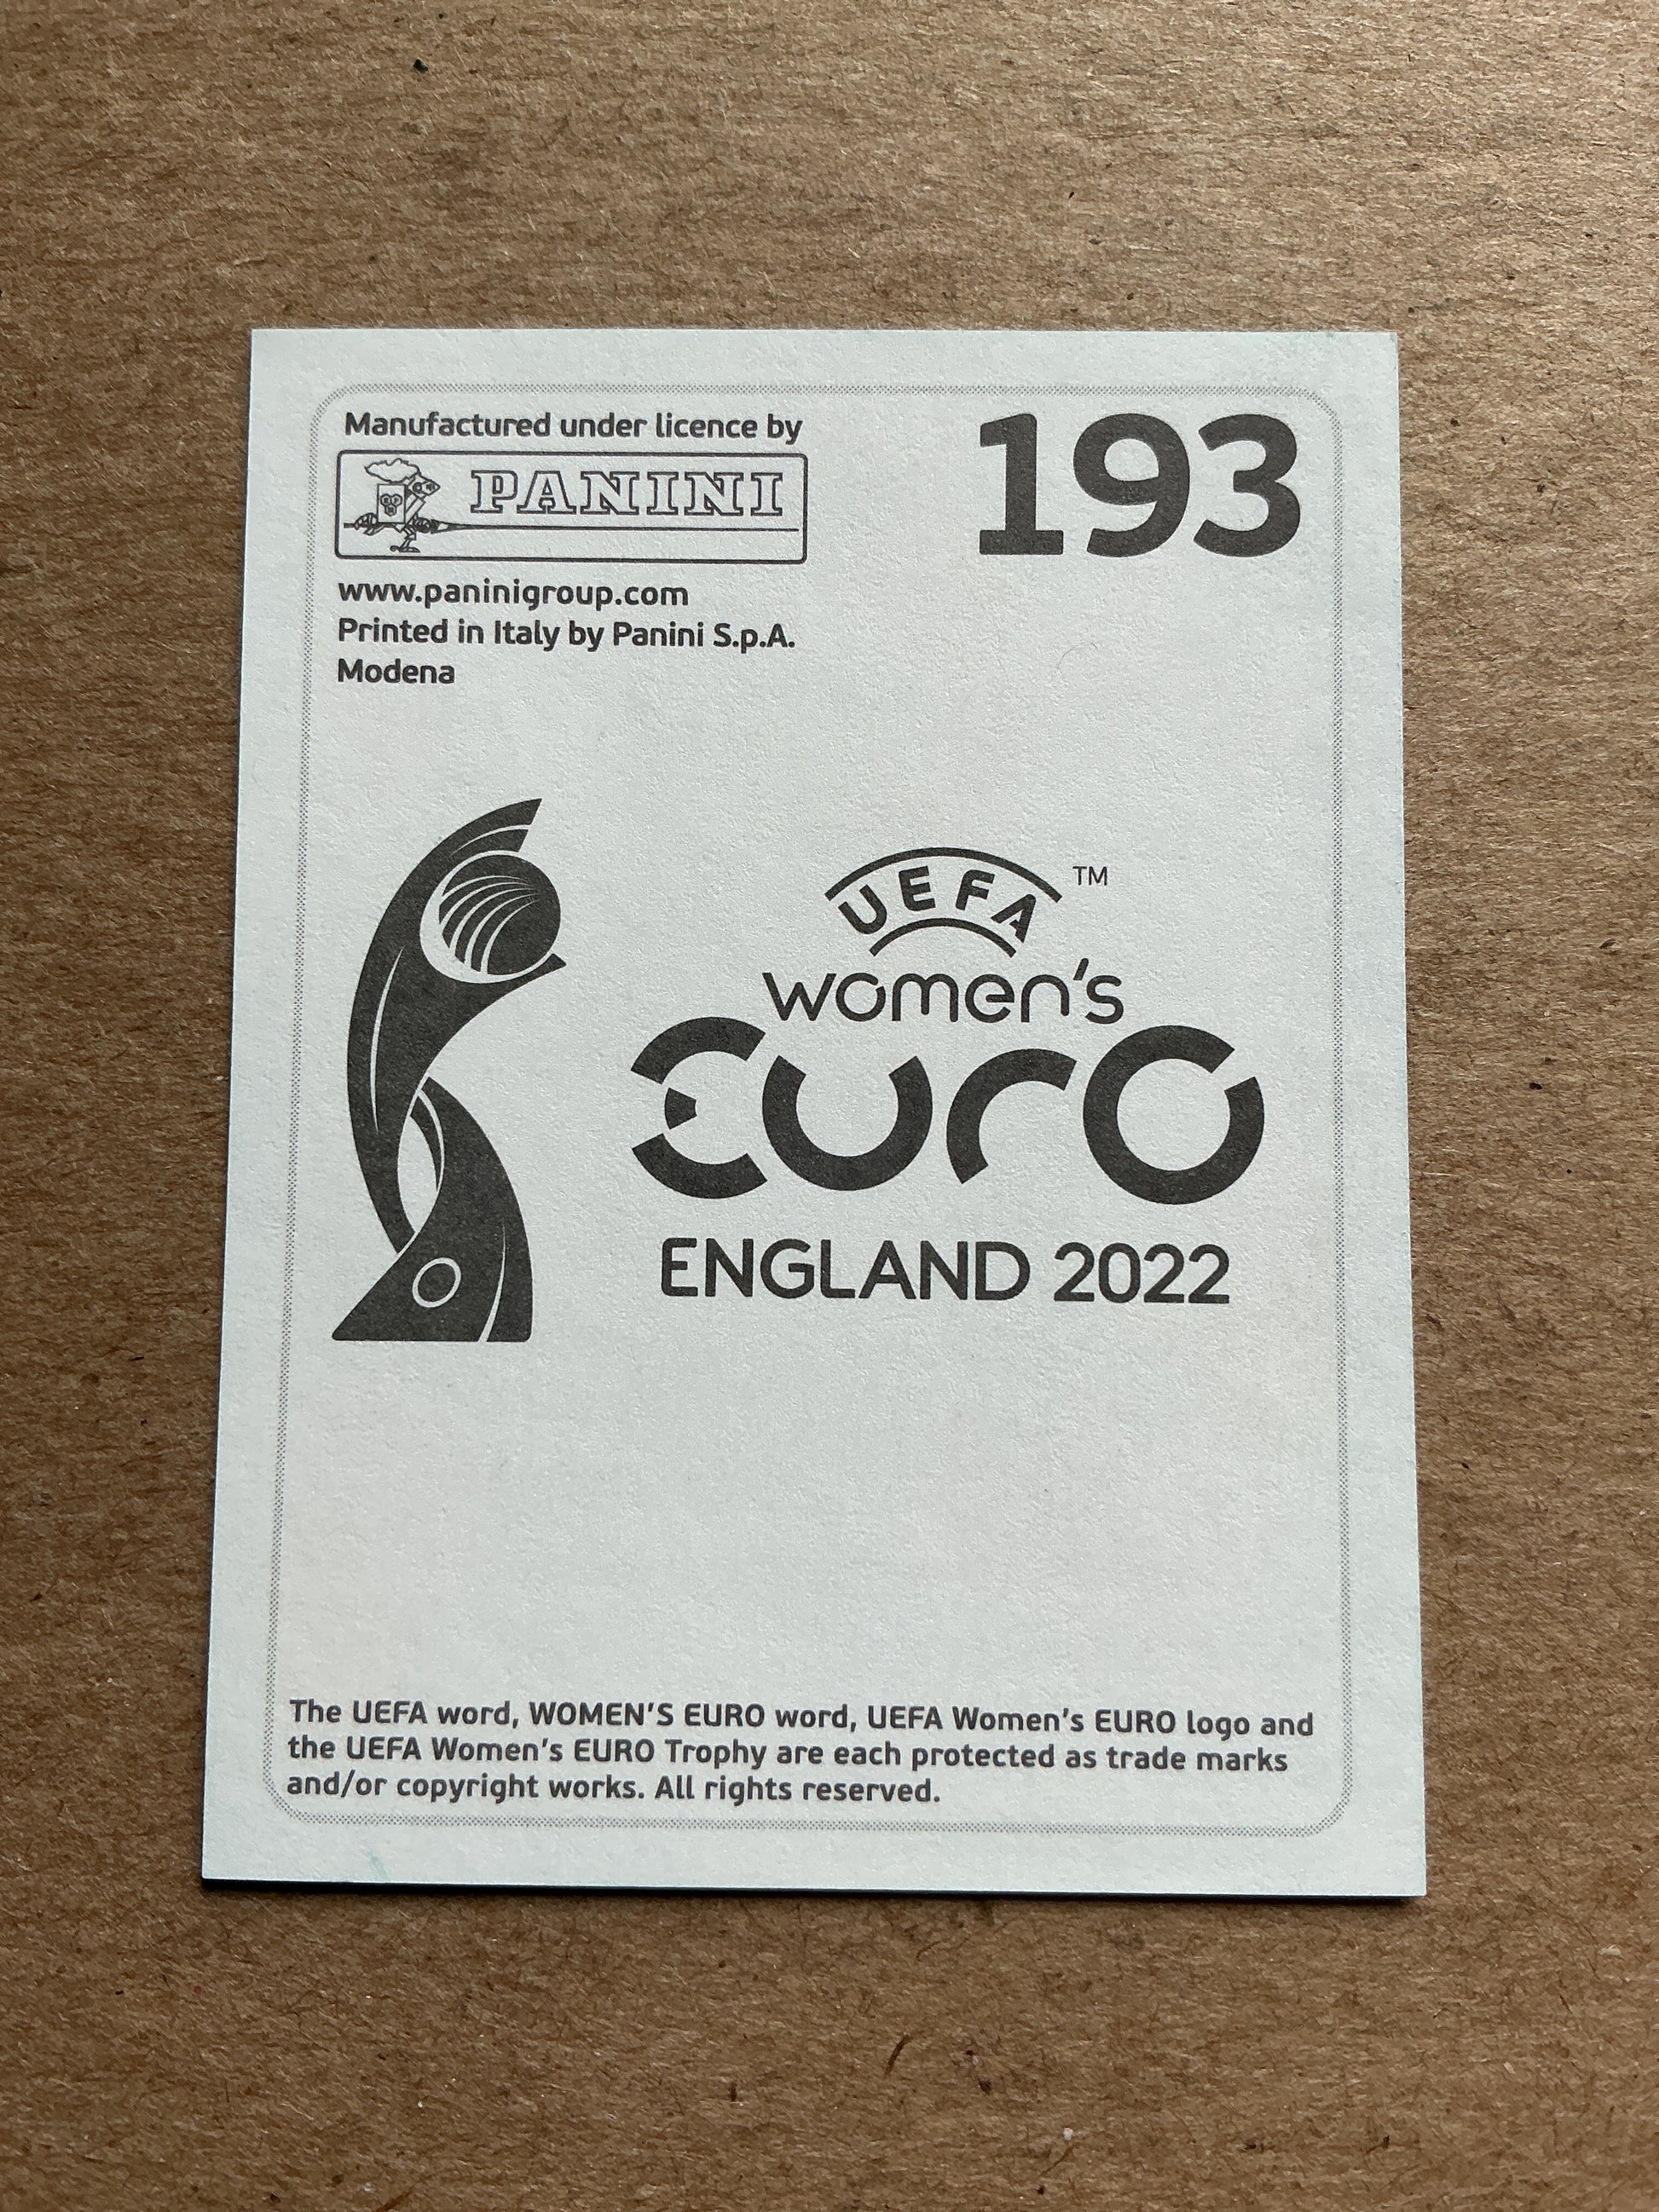 Manufactured under licence by
PANINI
193
www.paninigroup.com
Printed in Italy by Panini S.p.A.
Modena
UEFA TM
women's
EURO
ENGLAND 2022
The UEFA word, WOMEN'S EURO word, UEFA Women's EURO logo and
the UEFA Women's EURO Trophy are each protected as trade marks
and/or copyright works. All rights reserved.